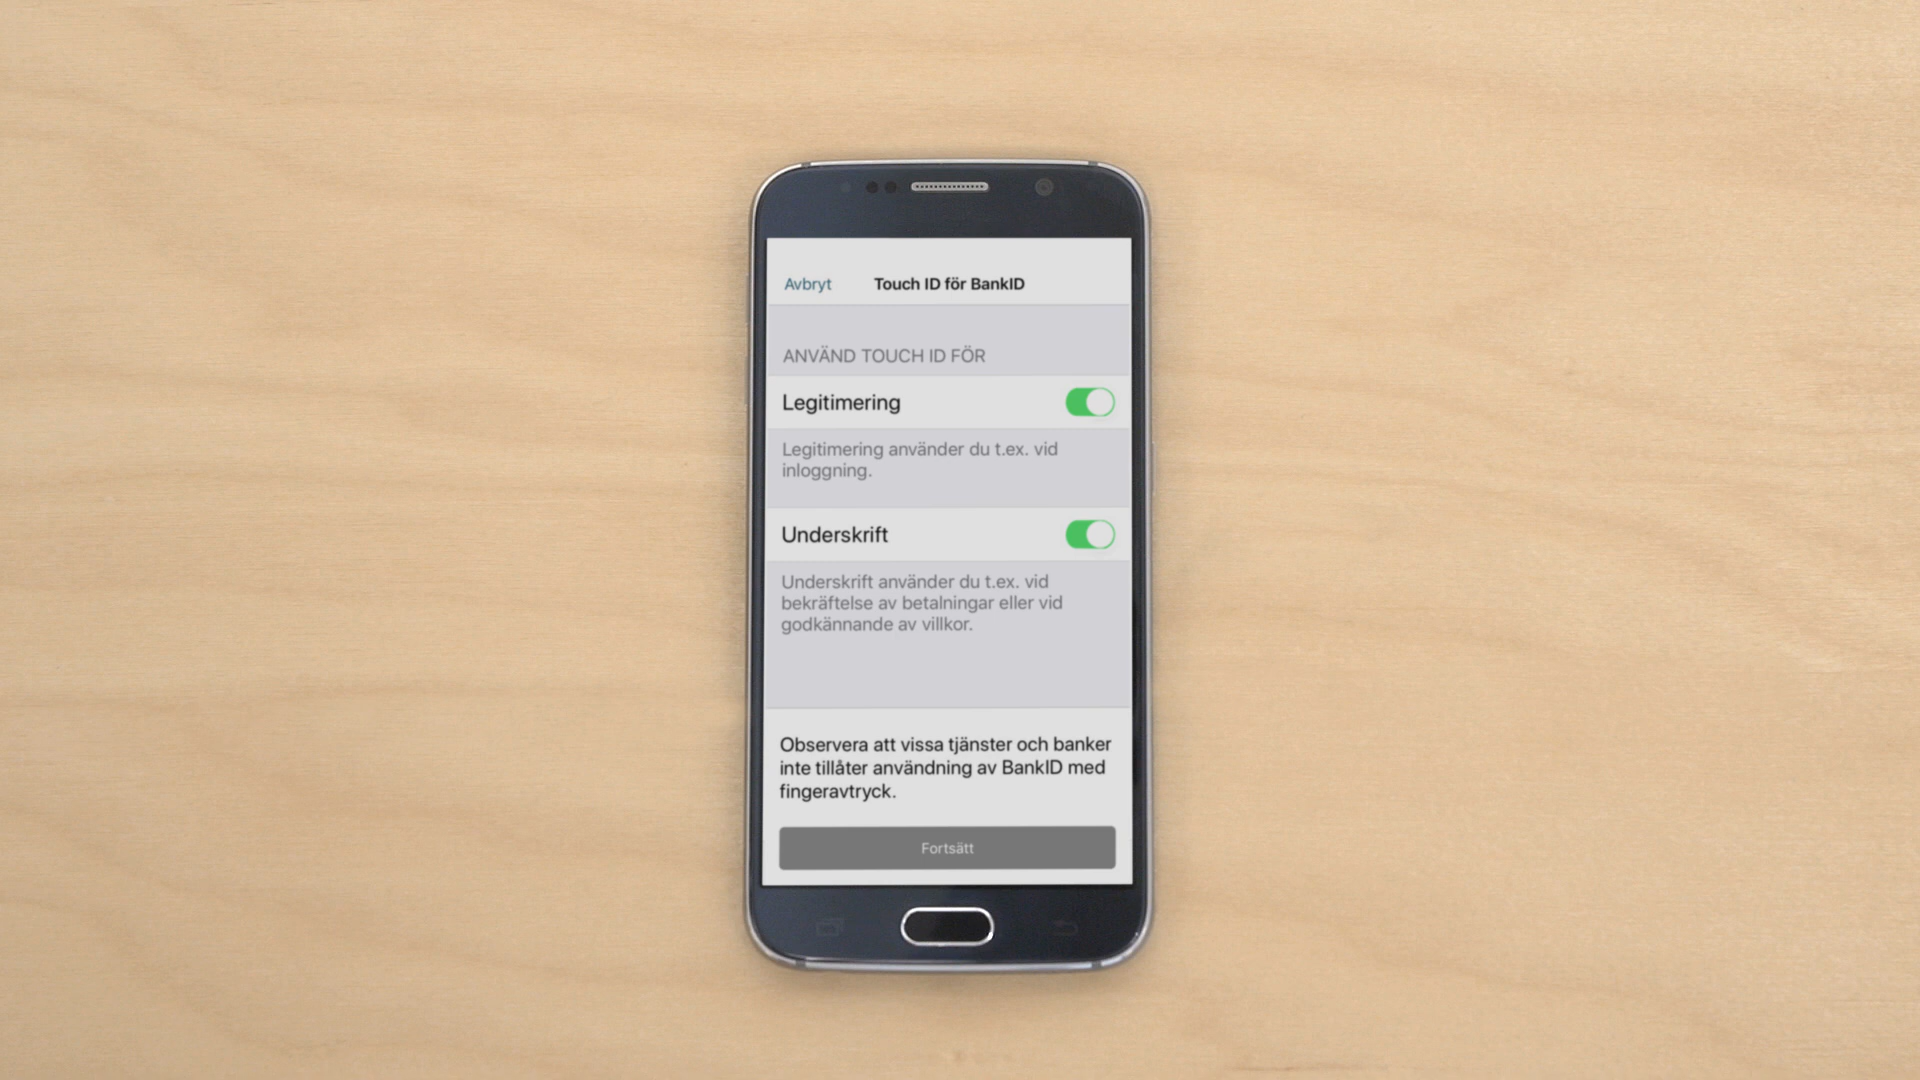 Avbryt Touch ID för BankID
ANVÄND TOUCH ID FÖR
Legitimering
Legitimering använder du t.ex. vid
inloggning.
Underskrift
Underskrift använder du t.ex. vid
bekräftelse av betalningar eller vid
godkännande av villkor.
Observera att vissa tjänster och banker
inte tillåter användning av BankID med
fingeravtryck.
Fortsätt